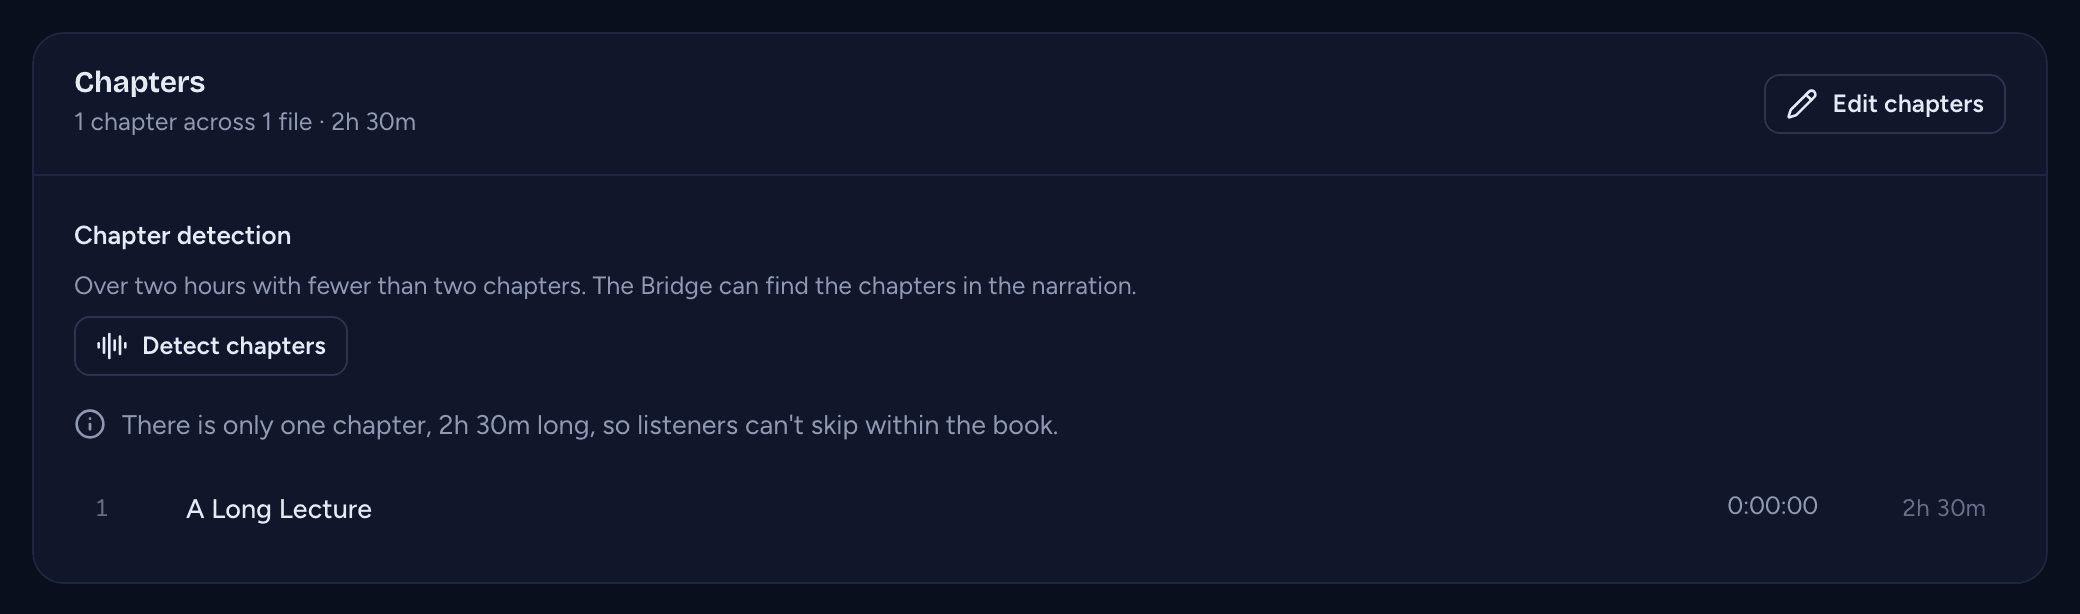 Chapters
1 chapter across 1 file · 2h 30m
Edit chapters
Chapter detection
Over two hours with fewer than two chapters. The Bridge can find the chapters in the narration.
Detect chapters
There is only one chapter, 2h 30m long, so listeners can't skip within the book.
1 A Long Lecture 0:00:00 2h 30m